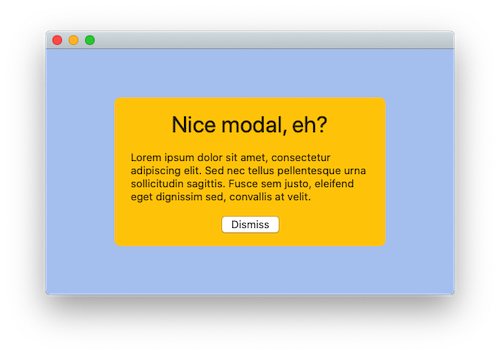 Nice modal, eh?
Lorem ipsum dolor sit amet, consectetur
adipiscing elit. Sed nec tellus pellentesque urna
sollicitudin sagittis. Fusce sem justo, eleifend
eget dignissim sed, convallis at velit.
Dismiss